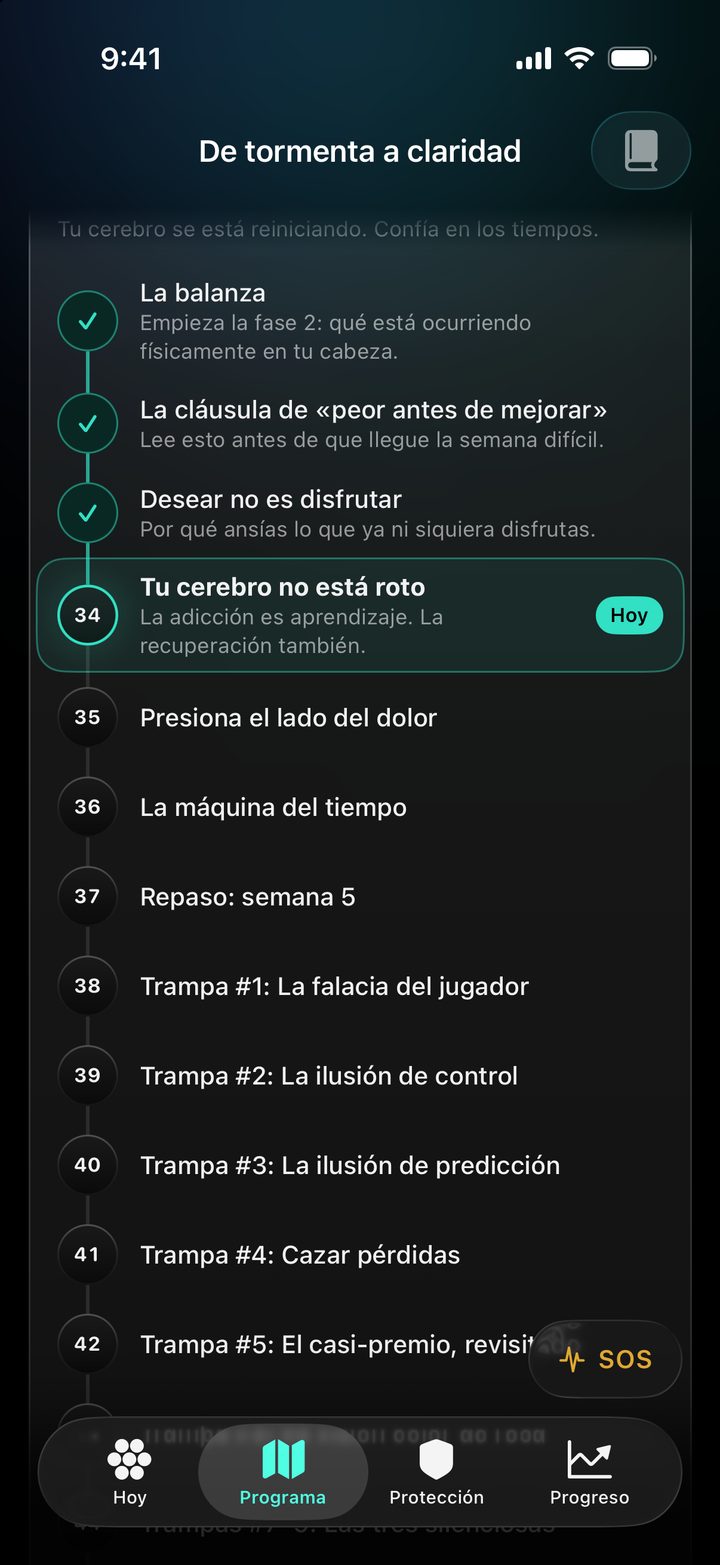 9:41
De tormenta a claridad
Tu cerebro se está reiniciando. Confía en los tiempos.
La balanza
Empieza la fase 2: qué está ocurriendo
físicamente en tu cabeza.
La cláusula de «peor antes de mejorar»
Lee esto antes de que llegue la semana difícil.
Desear no es disfrutar
Por qué ansías lo que ya ni siquiera disfrutas.
34
Tu cerebro no está roto
La adicción es aprendizaje. La
recuperación también.
Hoy
35
Presiona el lado del dolor
36
La máquina del tiempo
37
Repaso: semana 5
38
Trampa #1: La falacia del jugador
39
Trampa #2: La ilusión de control
40
Trampa #3: La ilusión de predicción
41
Trampa #4: Cazar pérdidas
42
Trampa #5: El casi-premio,
SOS
Hoy
Programa
Protección
Progreso